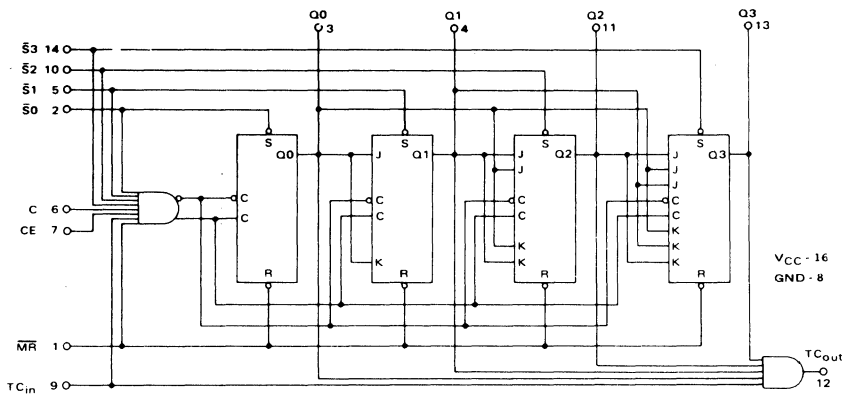 Q0
3
Q1
4
Q2
11
Q3
13
S̄3 14
S̄2 10
S̄1 5
S̄0 2
S
S
S
S
Q0
J
Q1
J
J
Q2
J
J
J
Q3
C
C
C
C
C
C
C
C
K
K
K
K
K
K
R
R
R
R
C 6
CE 7
VCC - 16
GND - 8
M̄R̄ 1
TCin 9
TCout
12